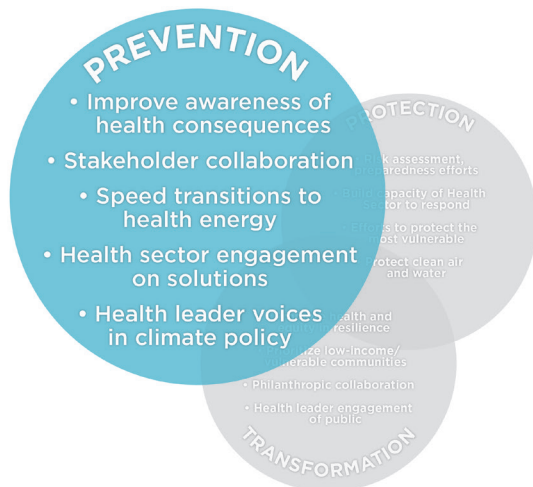 PREVENTION
• Improve awareness of
health consequences
• Stakeholder collaboration
• Speed transitions to
health energy
• Health sector engagement
on solutions
• Health leader voices
in climate policy
PROTECTION
Risk assessment,
preparedness efforts
Build capacity of Health
Sector to respond
Efforts to protect the
most vulnerable
Protect clean air
and water
health and
in resilience
low-income/
vulnerable communities
• Philanthropic collaboration
• Health leader engagement
of public
TRANSFORMATION